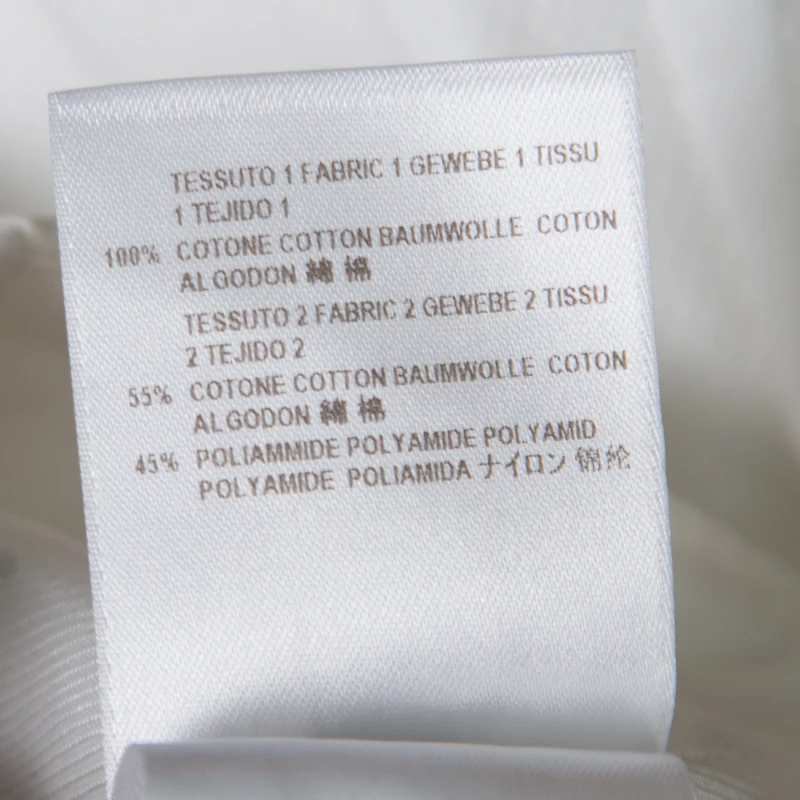 TESSUTO 1 FABRIC 1 GEWEBE 1 TISSU
1 TEJIDO 1
100% COTONE COTTON BAUMWOLLE COTON
ALGODON 綿 棉
TESSUTO 2 FABRIC 2 GEWEBE 2 TISSU
2 TEJIDO 2
55% COTONE COTTON BAUMWOLLE COTON
ALGODON 綿 棉
45% POLIAMMIDE POLYAMIDE POLYAMID
POLYAMIDE POLIAMIDA ナイロン 锦纶